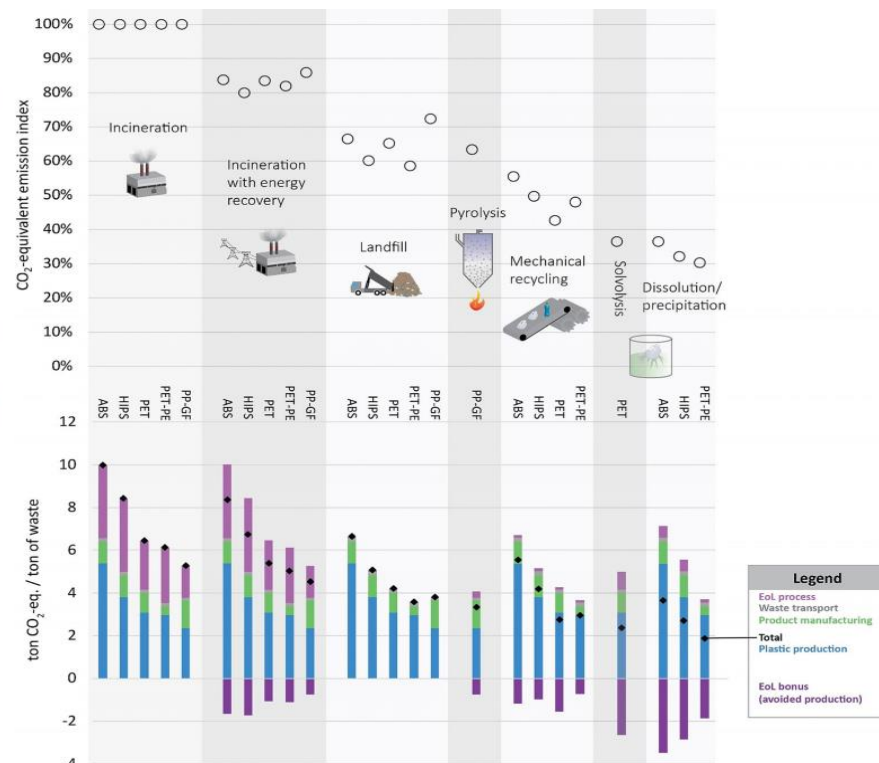 100%
90%
80%
70%
60%
50%
40%
30%
20%
10%
0%
CO₂-equivalent emission index
Incineration
Incineration
with energy
recovery
Landfill
Pyrolysis
Mechanical
recycling
Solvolysis
Dissolution/
precipitation
ABS
HIPS
PET
PET-PE
PP-GF
ABS
HIPS
PET
PET-PE
PP-GF
ABS
HIPS
PET
PET-PE
PP-GF
PP-GF
ABS
HIPS
PET
PET-PE
PET
ABS
HIPS
PET-PE
12
10
8
6
4
2
0
-2
-4
ton CO₂-eq. / ton of waste
Legend
EoL process
Waste transport
Product manufacturing
Total
Plastic production
EoL bonus
(avoided production)